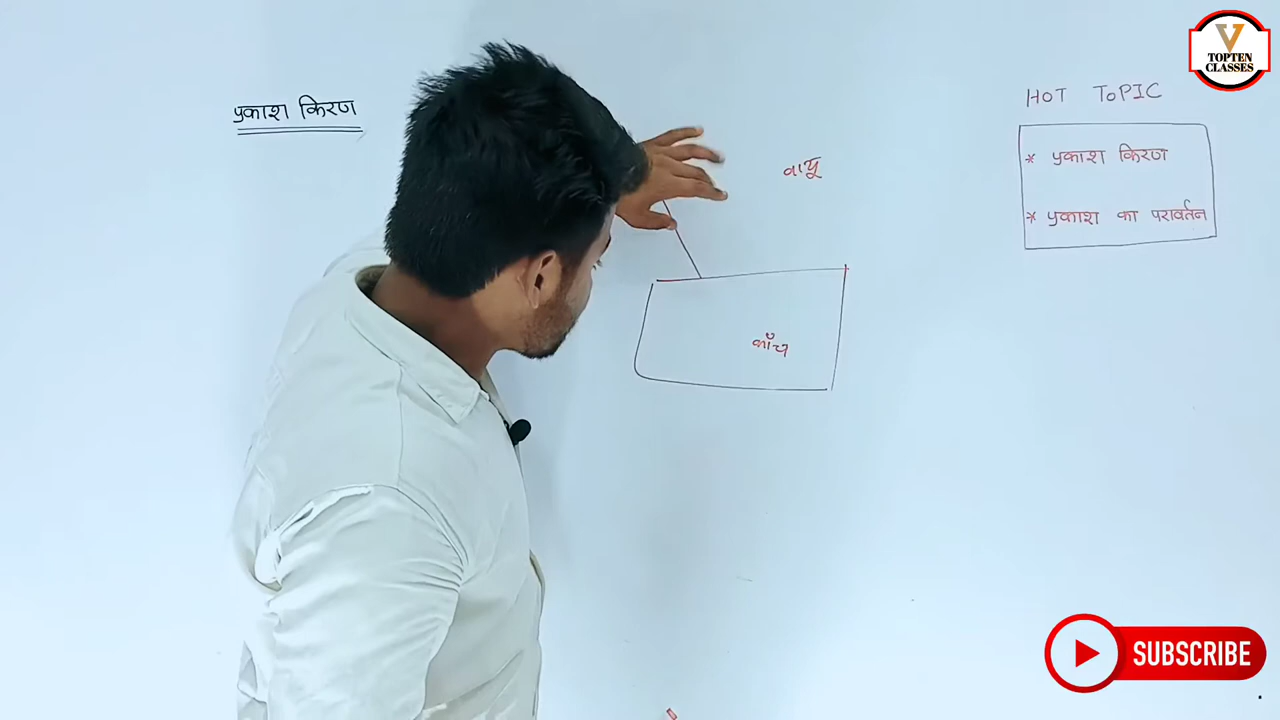 प्रकाश किरण
वायु
काँच
HOT TOPIC
* प्रकाश किरण
* प्रकाश का परावर्तन
V
TOPTEN
CLASSES
SUBSCRIBE